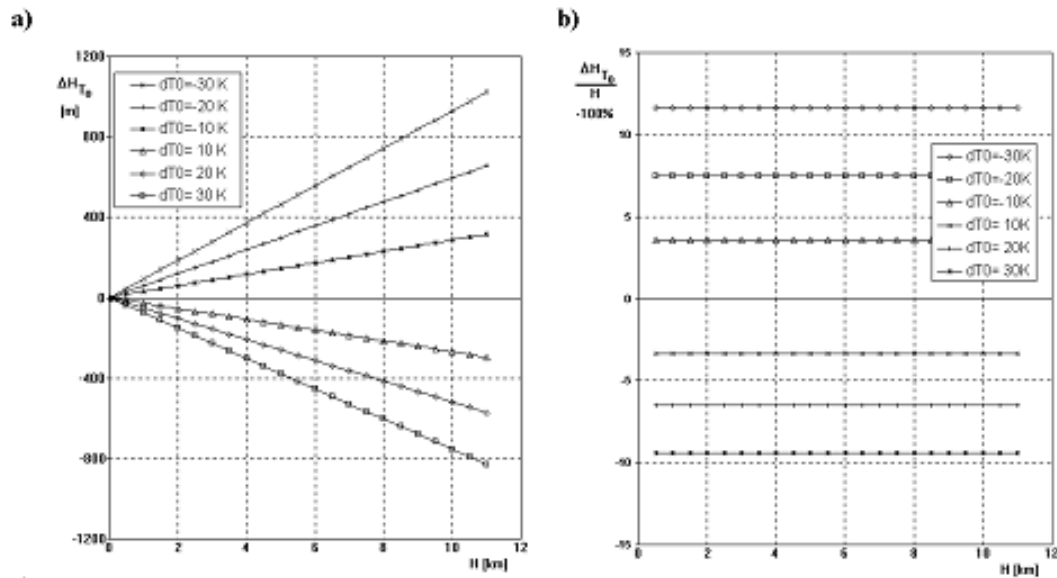 a)
1200
800
400
0
-400
-800
-1200
ΔH T₀
[m]
dT0=-30 K
dT0=-20 K
dT0=-10 K
dT0= 10 K
dT0= 20 K
dT0= 30 K
0 2 4 6 8 10 12
H [km]
b)
15
10
5
0
-5
-10
-15
ΔH T₀
H
·100%
dT0=-30K
dT0=-20K
dT0=-10K
dT0= 10K
dT0= 20K
dT0= 30K
0 2 4 6 8 10 12
H [km]